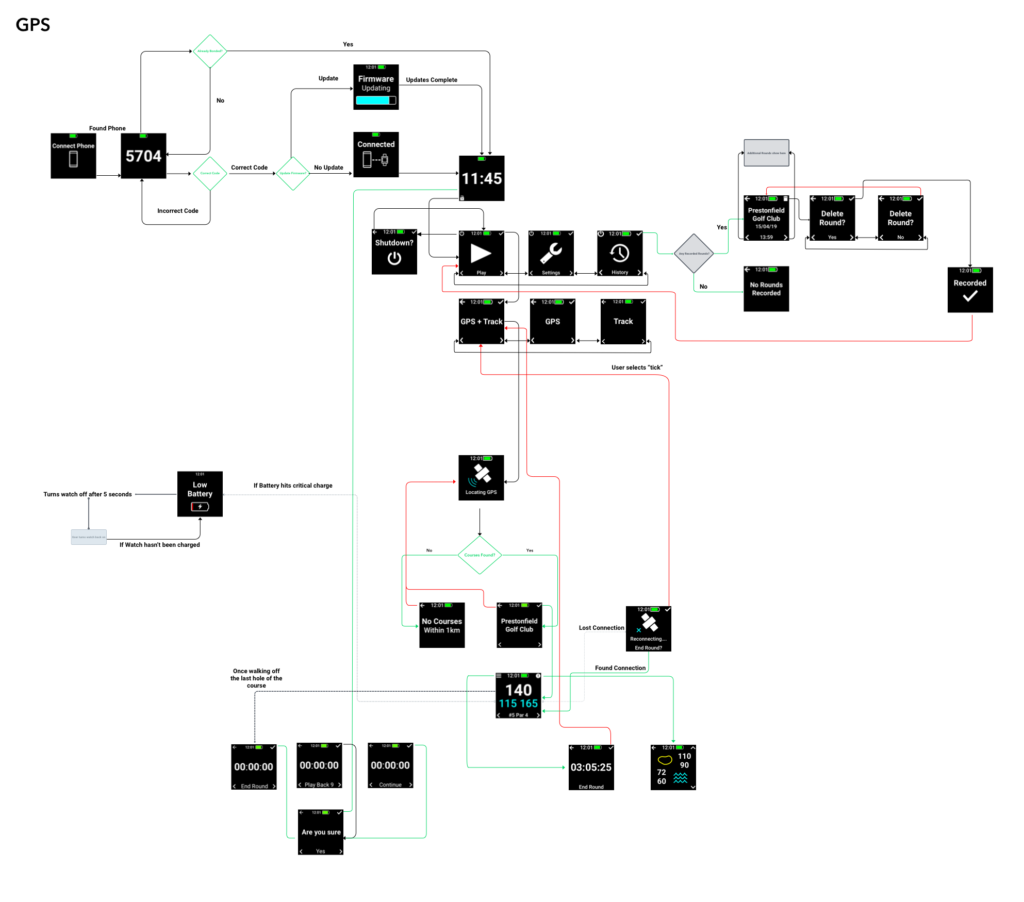 GPS
Yes
No
Update
12:01
Firmware
Updating
Updates Complete
Found Phone
Connect Phone
5704
Correct Code
Incorrect Code
No Update
Connected
11:45
12:01
Shutdown?
12:01
Play
12:01
Settings
12:01
History
Yes
No
12:01
Prestonfield
Golf Club
15/04/19
13:59
12:01
Delete
Round?
Yes
12:01
Delete
Round?
No
12:01
No Rounds
Recorded
12:01
Recorded
12:01
GPS + Track
12:01
GPS
12:01
Track
User selects "tick"
12:01
Locating GPS
Courses Found?
No
Yes
12:01
Low
Battery
Turns watch off after 5 seconds
If Battery hits critical charge
If Watch hasn't been charged
12:01
No Courses
Within 1km
12:01
Prestonfield
Golf Club
Lost Connection
12:01
Reconnecting...
End Round?
Found Connection
Once walking off
the last hole of the
course
12:01
140
115 165
#5 Par 4
12:01
00:00:00
End Round
12:01
00:00:00
Play Back 9
12:01
00:00:00
Continue
12:01
03:05:25
End Round
12:01
110
90
72
60
12:01
Are you sure
Yes